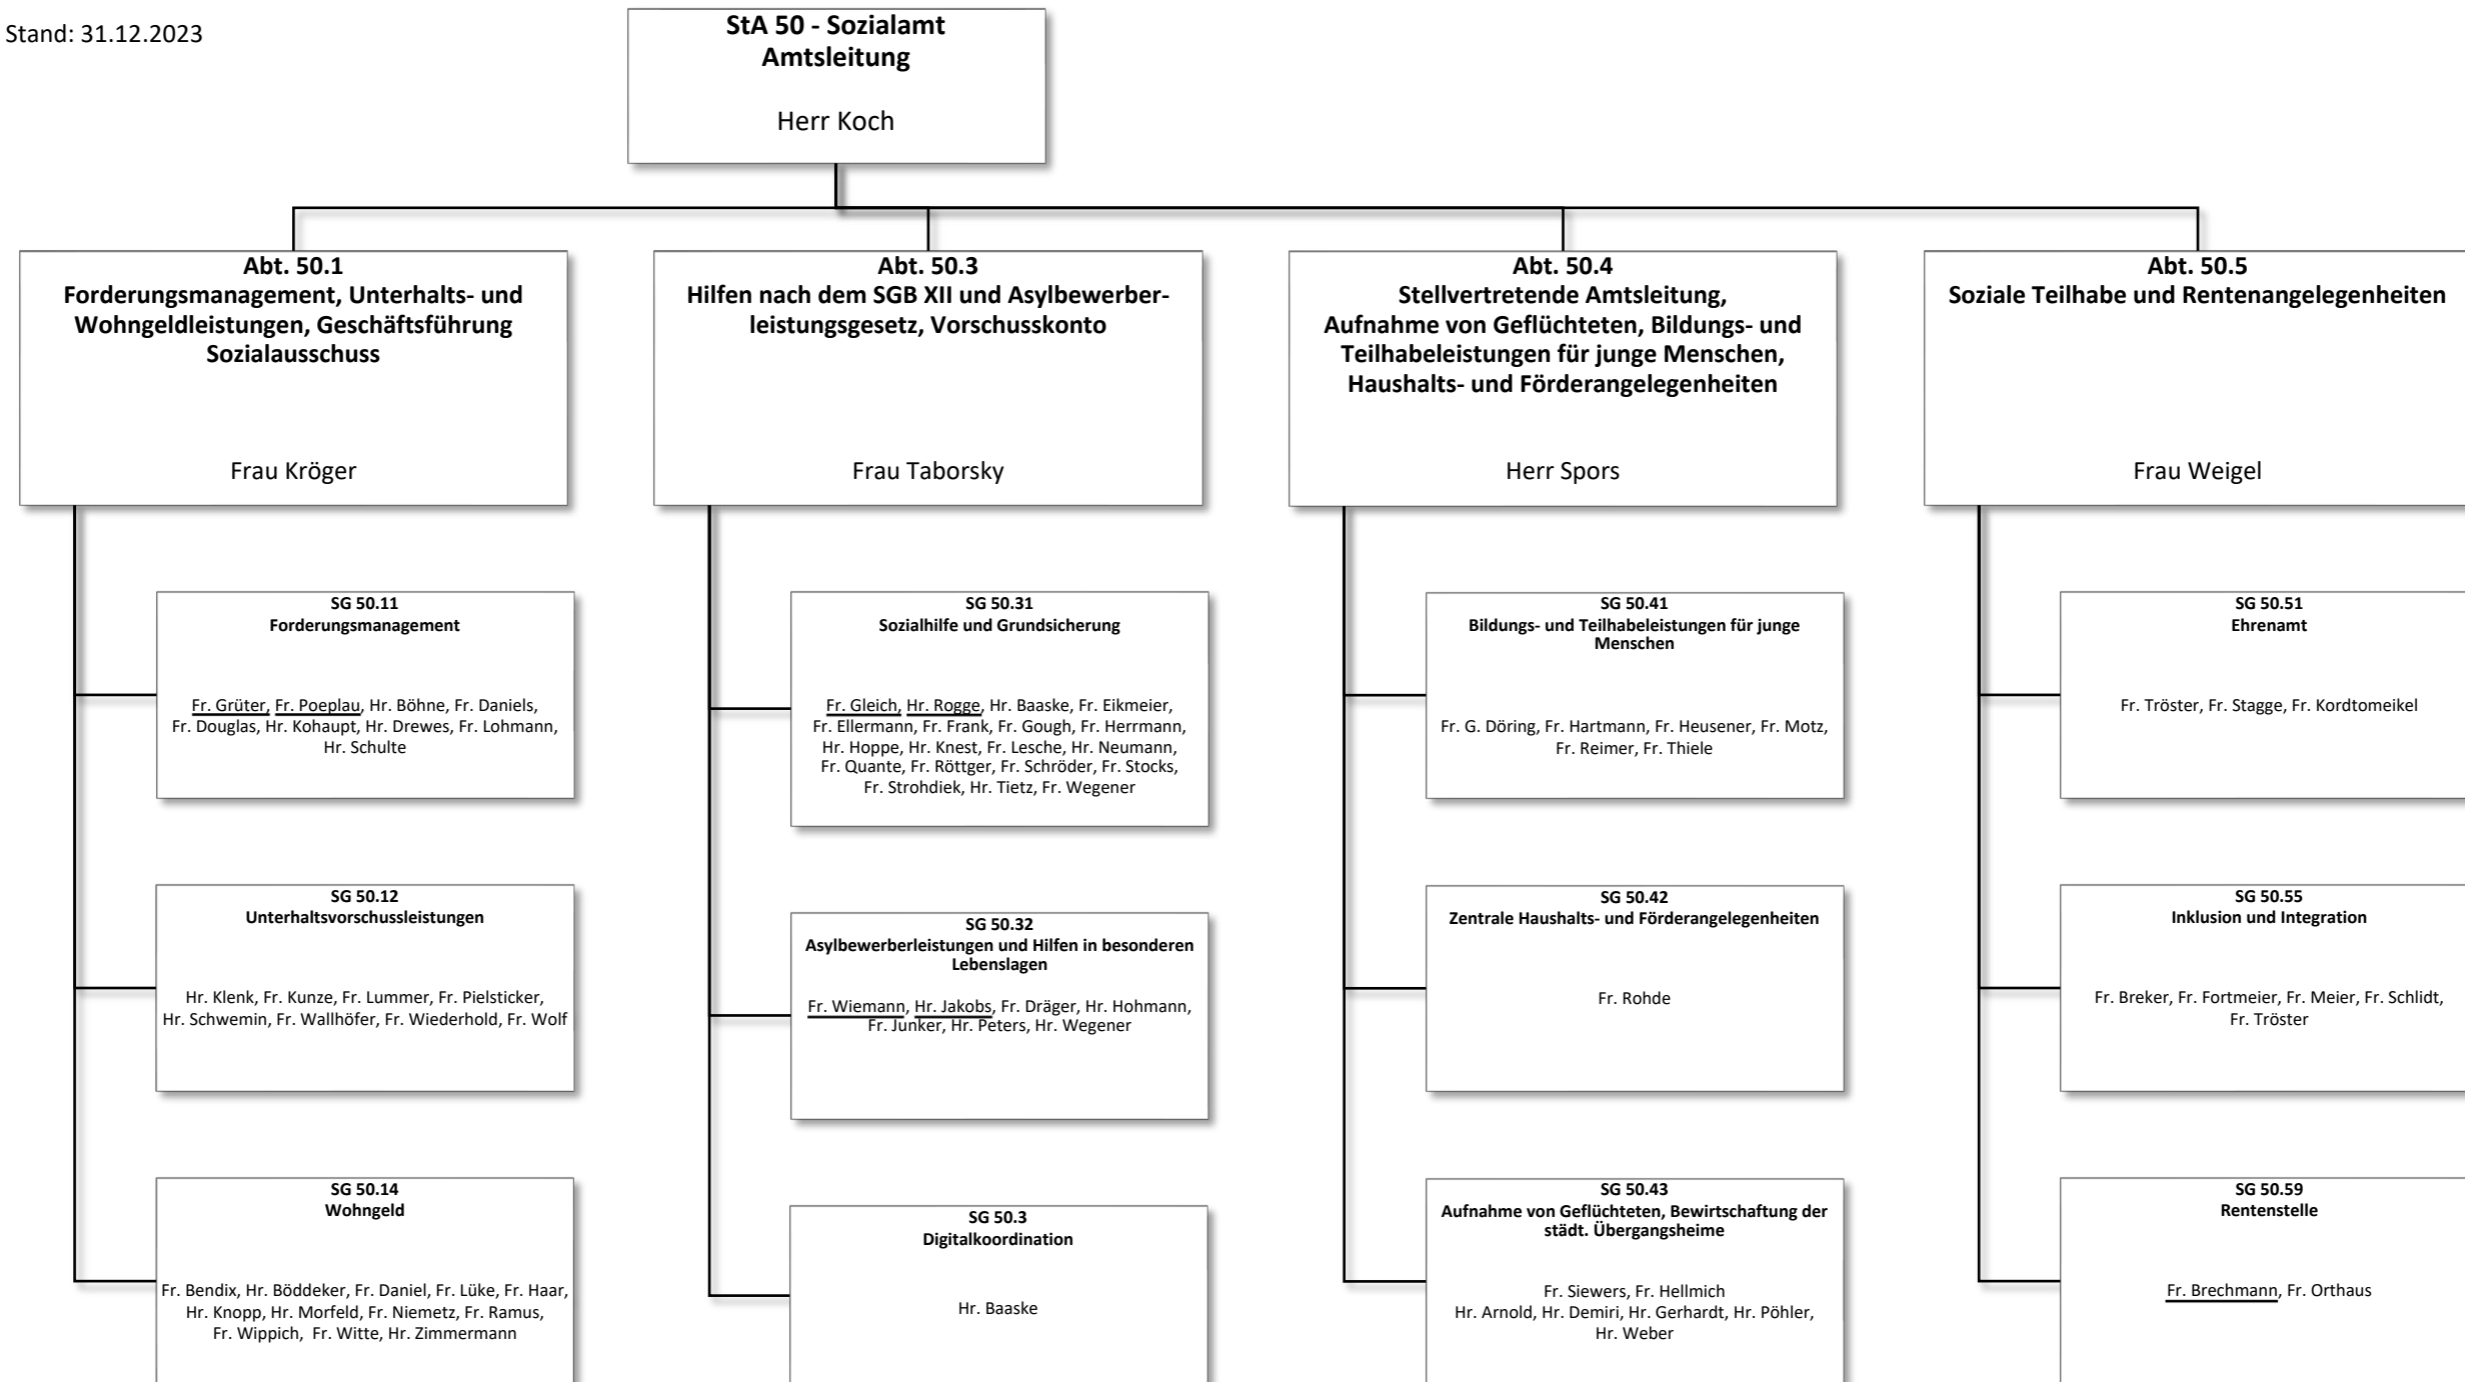 Stand: 31.12.2023
StA 50 - Sozialamt
Amtsleitung
Herr Koch
Abt. 50.1
Forderungsmanagement, Unterhalts- und
Wohngeldleistungen, Geschäftsführung
Sozialausschuss
Frau Kröger
Abt. 50.3
Hilfen nach dem SGB XII und Asylbewerber-
leistungsgesetz, Vorschusskonto
Frau Taborsky
Abt. 50.4
Stellvertretende Amtsleitung,
Aufnahme von Geflüchteten, Bildungs- und
Teilhabeleistungen für junge Menschen,
Haushalts- und Förderangelegenheiten
Herr Spors
Abt. 50.5
Soziale Teilhabe und Rentenangelegenheiten
Frau Weigel
SG 50.11
Forderungsmanagement
Fr. Grüter, Fr. Poeplau, Hr. Böhne, Fr. Daniels,
Fr. Douglas, Hr. Kohaupt, Hr. Drewes, Fr. Lohmann,
Hr. Schulte
SG 50.12
Unterhaltsvorschussleistungen
Hr. Klenk, Fr. Kunze, Fr. Lummer, Fr. Pielsticker,
Hr. Schwemin, Fr. Wallhöfer, Fr. Wiederhold, Fr. Wolf
SG 50.14
Wohngeld
Fr. Bendix, Hr. Böddeker, Fr. Daniel, Fr. Lüke, Fr. Haar,
Hr. Knopp, Hr. Morfeld, Fr. Niemetz, Fr. Ramus,
Fr. Wippich, Fr. Witte, Hr. Zimmermann
SG 50.31
Sozialhilfe und Grundsicherung
Fr. Gleich, Hr. Rogge, Hr. Baaske, Fr. Eikmeier,
Fr. Ellermann, Fr. Frank, Fr. Gough, Fr. Herrmann,
Hr. Hoppe, Hr. Knest, Fr. Lesche, Hr. Neumann,
Fr. Quante, Fr. Röttger, Fr. Schröder, Fr. Stocks,
Fr. Strohdiek, Hr. Tietz, Fr. Wegener
SG 50.32
Asylbewerberleistungen und Hilfen in besonderen
Lebenslagen
Fr. Wiemann, Hr. Jakobs, Fr. Dräger, Hr. Hohmann,
Fr. Junker, Hr. Peters, Hr. Wegener
SG 50.3
Digitalkoordination
Hr. Baaske
SG 50.41
Bildungs- und Teilhabeleistungen für junge
Menschen
Fr. G. Döring, Fr. Hartmann, Fr. Heusener, Fr. Motz,
Fr. Reimer, Fr. Thiele
SG 50.42
Zentrale Haushalts- und Förderangelegenheiten
Fr. Rohde
SG 50.43
Aufnahme von Geflüchteten, Bewirtschaftung der
städt. Übergangsheime
Fr. Siewers, Fr. Hellmich
Hr. Arnold, Hr. Demiri, Hr. Gerhardt, Hr. Pöhler,
Hr. Weber
SG 50.51
Ehrenamt
Fr. Tröster, Fr. Stagge, Fr. Kordtomeikel
SG 50.55
Inklusion und Integration
Fr. Breker, Fr. Fortmeier, Fr. Meier, Fr. Schlidt,
Fr. Tröster
SG 50.59
Rentenstelle
Fr. Brechmann, Fr. Orthaus